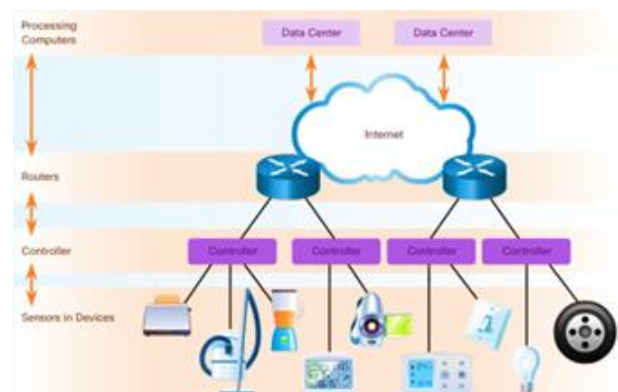 Processing
Computers
Data Center
Data Center
Internet
Routers
Controller
Controller
Controller
Controller
Controller
Sensors in Devices